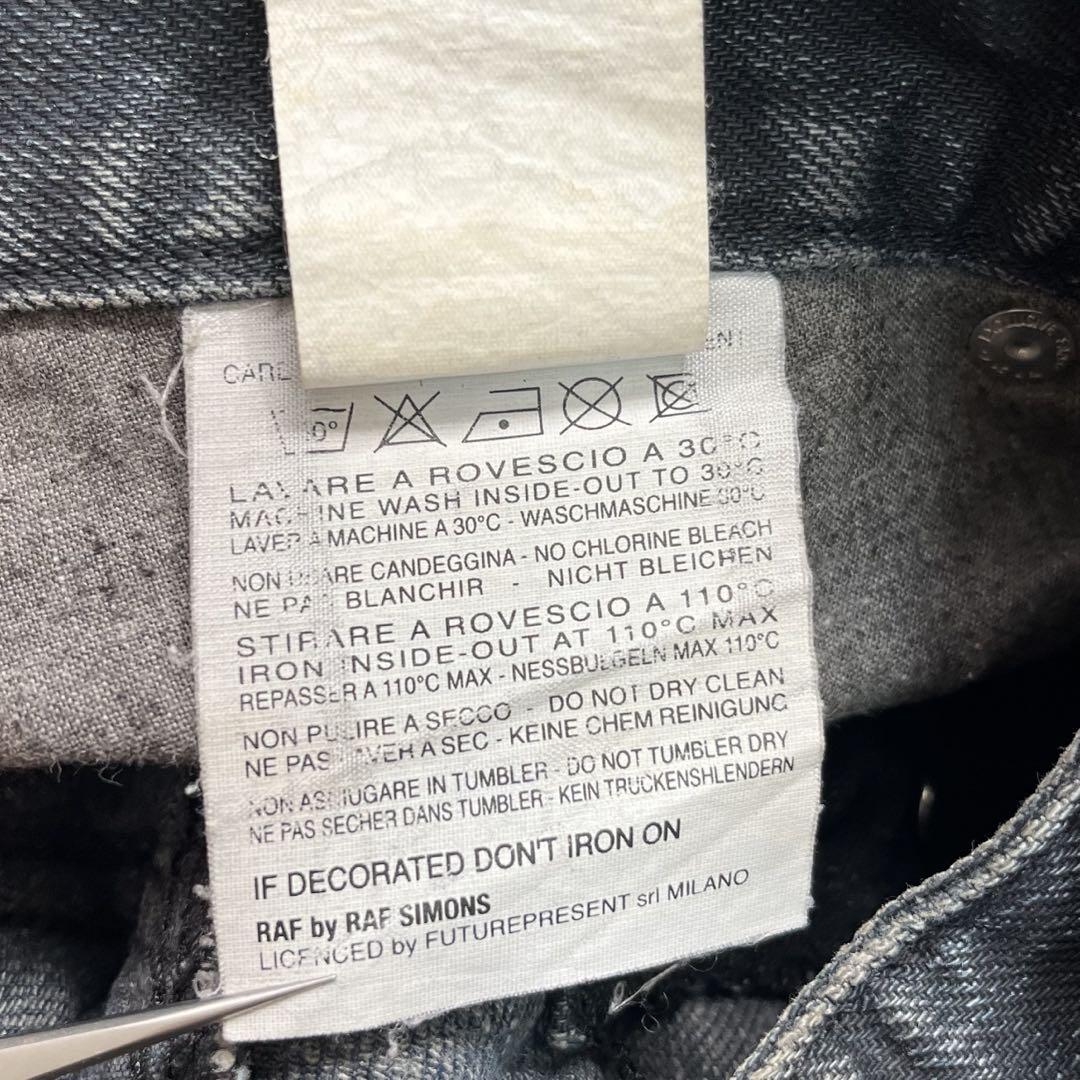 LAVARE A ROVESCIO A 30°C
MACHINE WASH INSIDE-OUT TO 30°C
LAVER A MACHINE A 30°C - WASCHMASCHINE 30°C
NON USARE CANDEGGINA - NO CHLORINE BLEACH
NE PAS BLANCHIR - NICHT BLEICHEN
STIRARE A ROVESCIO A 110°C
IRON INSIDE-OUT AT 110°C MAX
REPASSER A 110°C MAX - NESSBULGELN MAX 110°C
NON PULIRE A SECCO - DO NOT DRY CLEAN
NE PAS LAVER A SEC - KEINE CHEM REINIGUNG
NON ASCIUGARE IN TUMBLER - DO NOT TUMBLER DRY
NE PAS SECHER DANS TUMBLER - KEIN TRUCKENSHLENDERN
IF DECORATED DON'T IRON ON
RAF by RAF SIMONS
LICENCED by FUTUREPRESENT srl MILANO